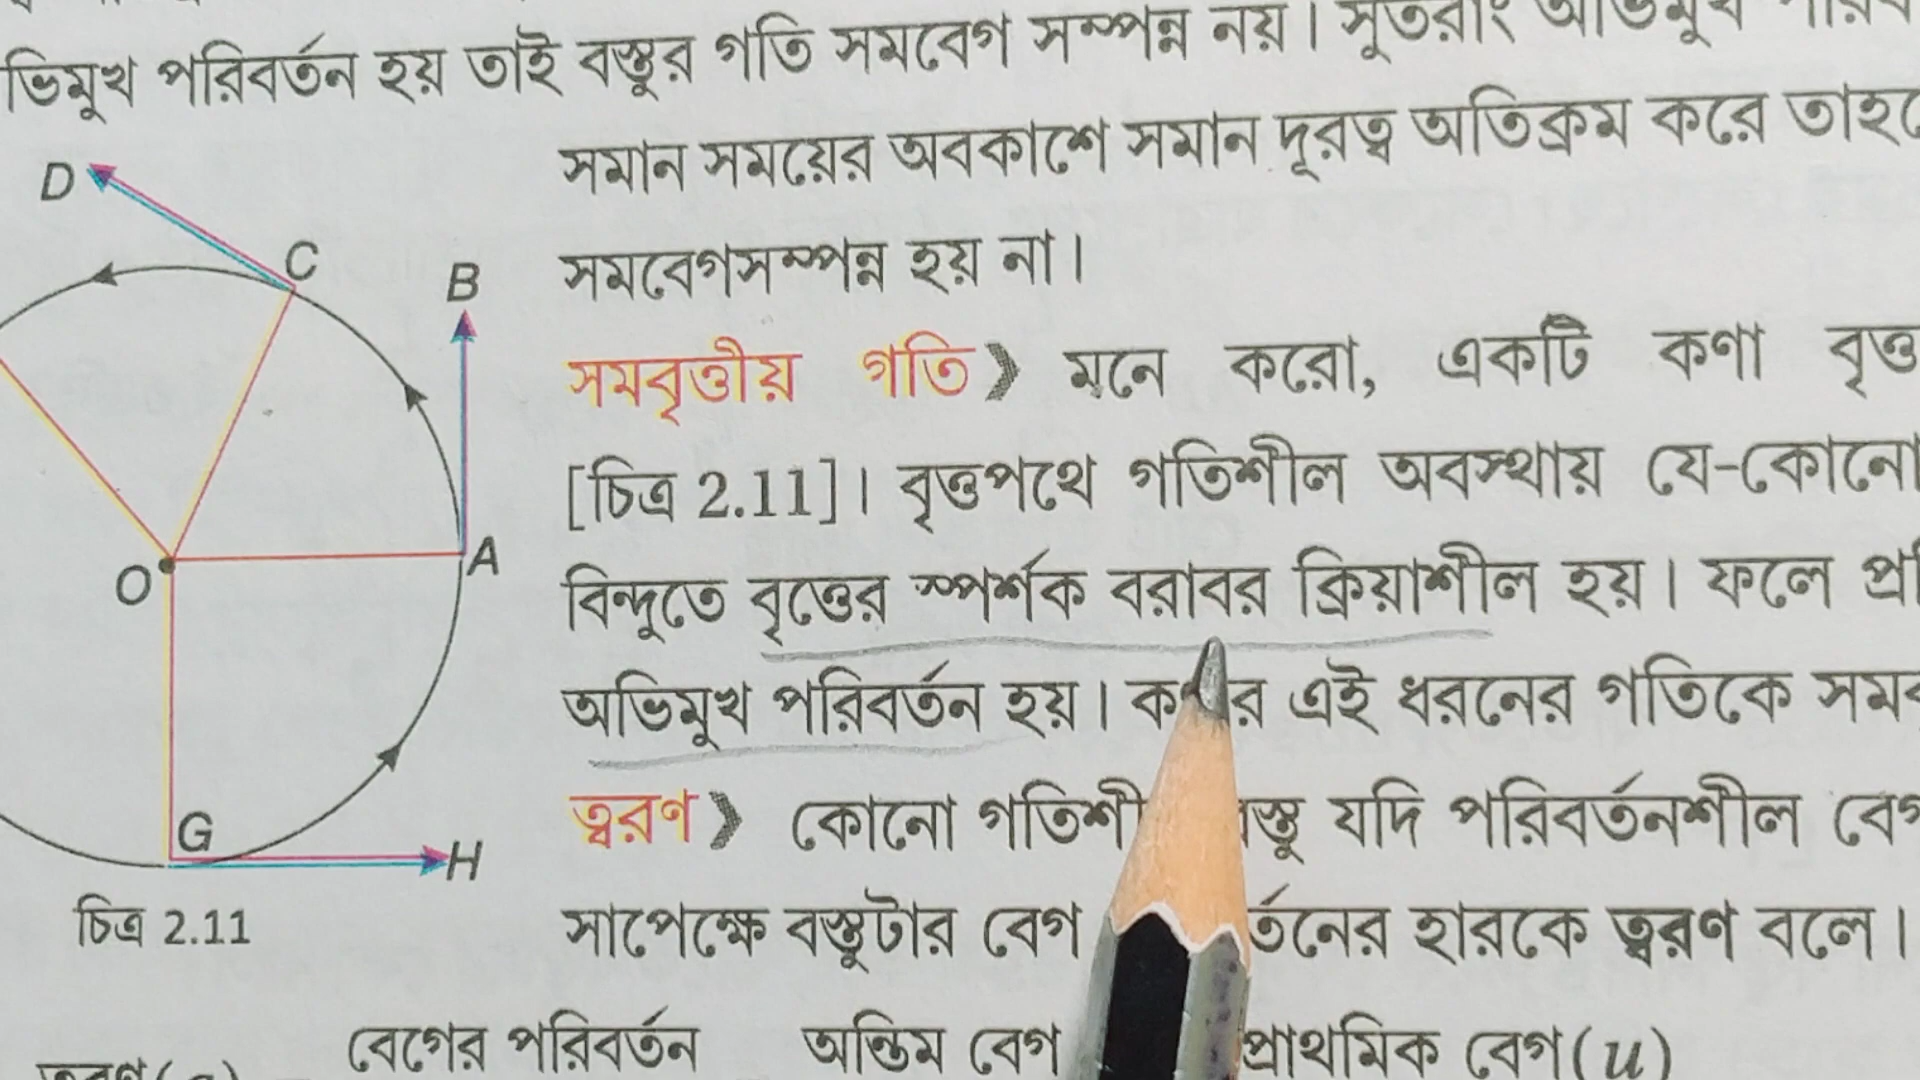 ভিমুখ পরিবর্তন হয় তাই বস্তুর গতি সমবেগ সম্পন্ন নয়। সুতরাং
সমান সময়ের অবকাশে সমান দূরত্ব অতিক্রম করে
সমবেগসম্পন্ন হয় না।
সমবৃত্তীয় গতি》 মনে করো, একটি কণা বৃত্ত
[চিত্র 2.11]। বৃত্তপথে গতিশীল অবস্থায় যে-কোনো
বিন্দুতে বৃত্তের স্পর্শক বরাবর ক্রিয়াশীল হয়। ফলে
অভিমুখ পরিবর্তন হয়। এই ধরনের গতিকে
ত্বরণ》 কোনো যদি পরিবর্তনশীল বেগ
সাপেক্ষে বস্তুটার বেগ র্তনের হারকে ত্বরণ বলে।
বেগের পরিবর্তন অন্তিম বেগ প্রাথমিক বেগ(u)
D
C
B
O
A
G
H
চিত্র 2.11